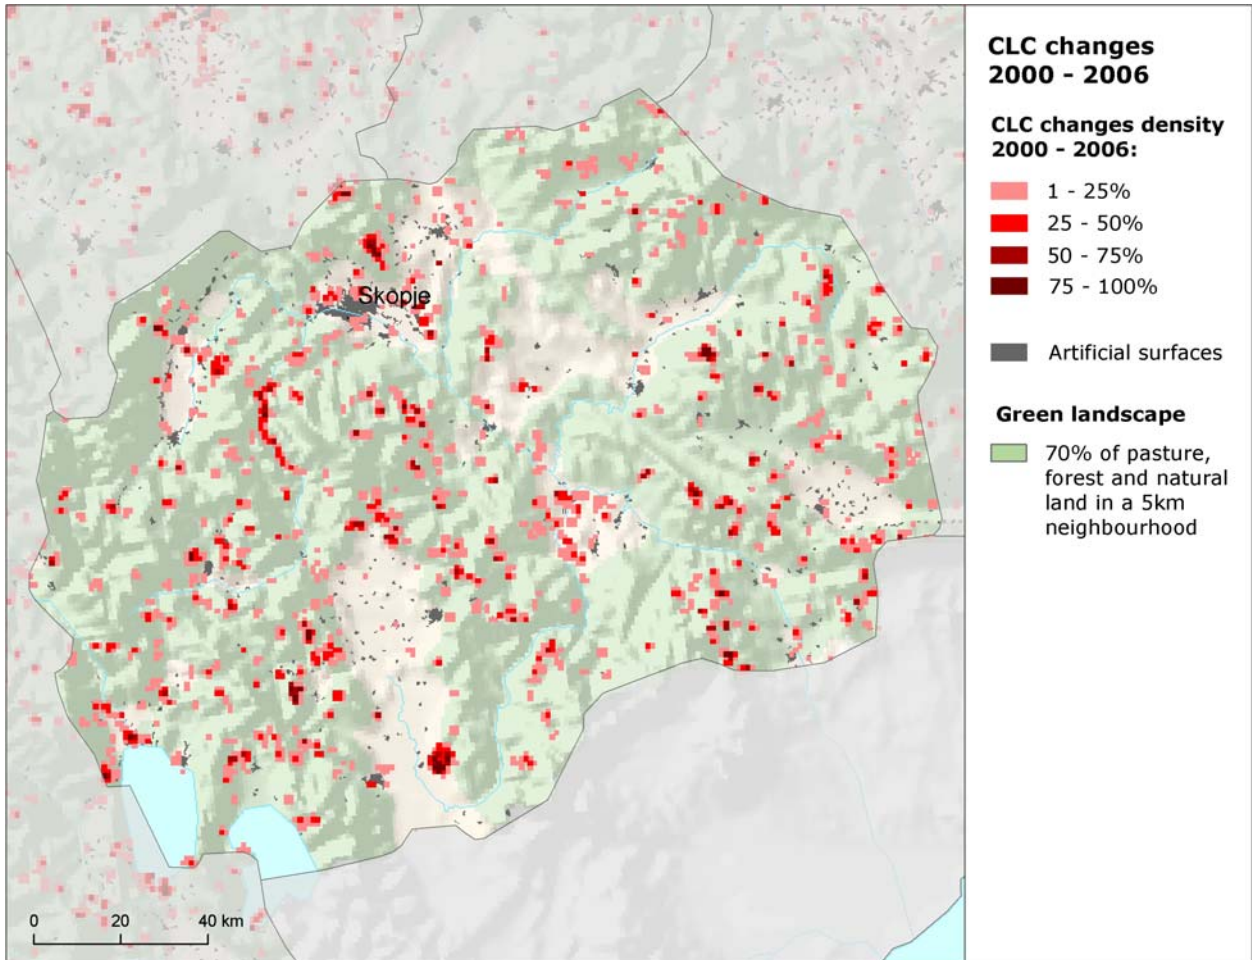 CLC changes
2000 - 2006
CLC changes density
2000 - 2006:
1 - 25%
25 - 50%
50 - 75%
75 - 100%
Artificial surfaces
Green landscape
70% of pasture,
forest and natural
land in a 5km
neighbourhood
Skopje
0 20 40 km